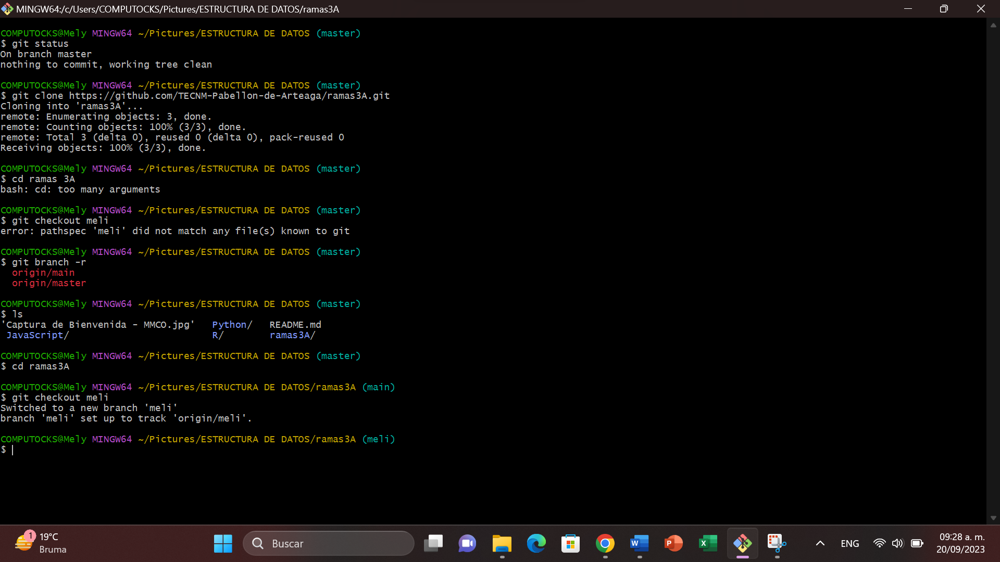 MINGW64:/c/Users/COMPUTOCKS/Pictures/ESTRUCTURA DE DATOS/ramas3A
COMPUTOCKS@Mely MINGW64 ~/Pictures/ESTRUCTURA DE DATOS (master)
$ git status
On branch master
nothing to commit, working tree clean
COMPUTOCKS@Mely MINGW64 ~/Pictures/ESTRUCTURA DE DATOS (master)
$ git clone https://github.com/TECNM-Pabellon-de-Arteaga/ramas3A.git
Cloning into 'ramas3A'...
remote: Enumerating objects: 3, done.
remote: Counting objects: 100% (3/3), done.
remote: Total 3 (delta 0), reused 0 (delta 0), pack-reused 0
Receiving objects: 100% (3/3), done.
COMPUTOCKS@Mely MINGW64 ~/Pictures/ESTRUCTURA DE DATOS (master)
$ cd ramas 3A
bash: cd: too many arguments
COMPUTOCKS@Mely MINGW64 ~/Pictures/ESTRUCTURA DE DATOS (master)
$ git checkout meli
error: pathspec 'meli' did not match any file(s) known to git
COMPUTOCKS@Mely MINGW64 ~/Pictures/ESTRUCTURA DE DATOS (master)
$ git branch -r
origin/main
origin/master
COMPUTOCKS@Mely MINGW64 ~/Pictures/ESTRUCTURA DE DATOS (master)
$ ls
'Captura de Bienvenida - MMCO.jpg' Python/ README.md
JavaScript/ R/ ramas3A/
COMPUTOCKS@Mely MINGW64 ~/Pictures/ESTRUCTURA DE DATOS (master)
$ cd ramas3A
COMPUTOCKS@Mely MINGW64 ~/Pictures/ESTRUCTURA DE DATOS/ramas3A (main)
$ git checkout meli
Switched to a new branch 'meli'
branch 'meli' set up to track 'origin/meli'.
COMPUTOCKS@Mely MINGW64 ~/Pictures/ESTRUCTURA DE DATOS/ramas3A (meli)
$
1 19°C
Bruma
Buscar
W
P
X
ENG
09:28 a. m.
20/09/2023